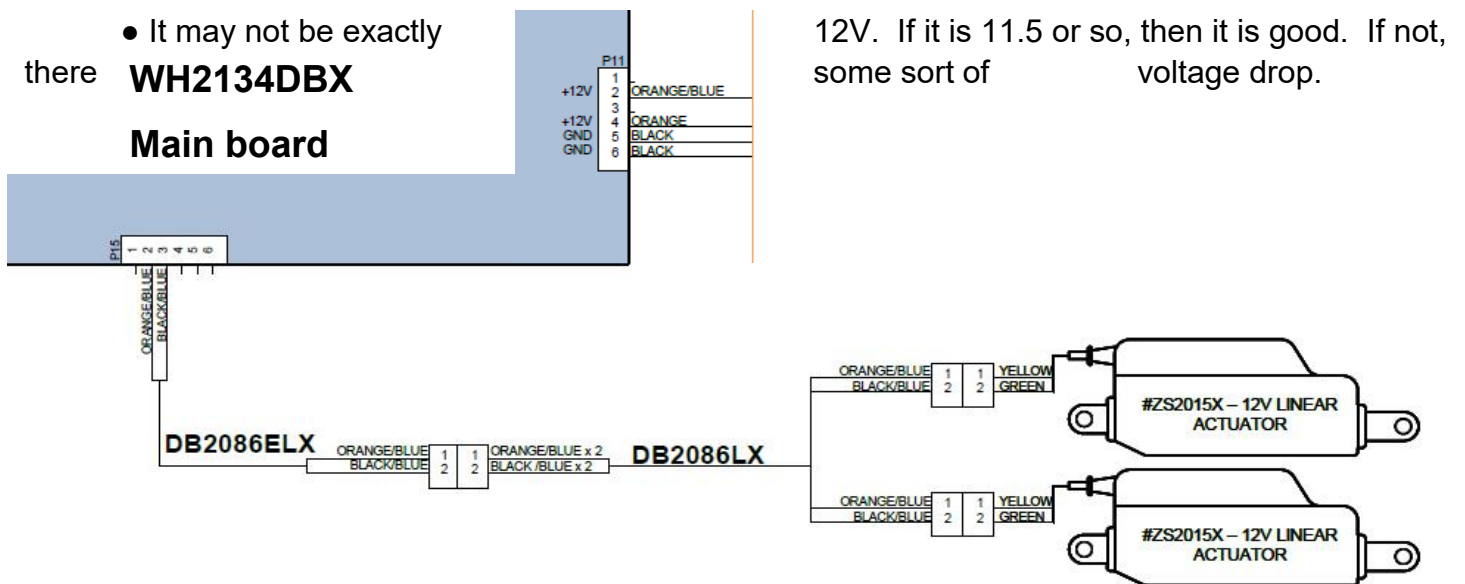 ● It may not be exactly 12V. If it is 11.5 or so, then it is good. If not,
there some sort of voltage drop.
WH2134DBX
Main board
P11
1
+12V 2 ORANGE/BLUE
3
+12V 4 ORANGE
GND 5 BLACK
GND 6 BLACK
P15
1 2 3 4 5 6
ORANGE/BLUE
BLACK/BLUE
DB2086ELX
ORANGE/BLUE 1 1 ORANGE/BLUE x 2
BLACK/BLUE 2 2 BLACK /BLUE x 2
DB2086LX
ORANGE/BLUE 1 1 YELLOW
BLACK/BLUE 2 2 GREEN
#ZS2015X – 12V LINEAR
ACTUATOR
ORANGE/BLUE 1 1 YELLOW
BLACK/BLUE 2 2 GREEN
#ZS2015X – 12V LINEAR
ACTUATOR